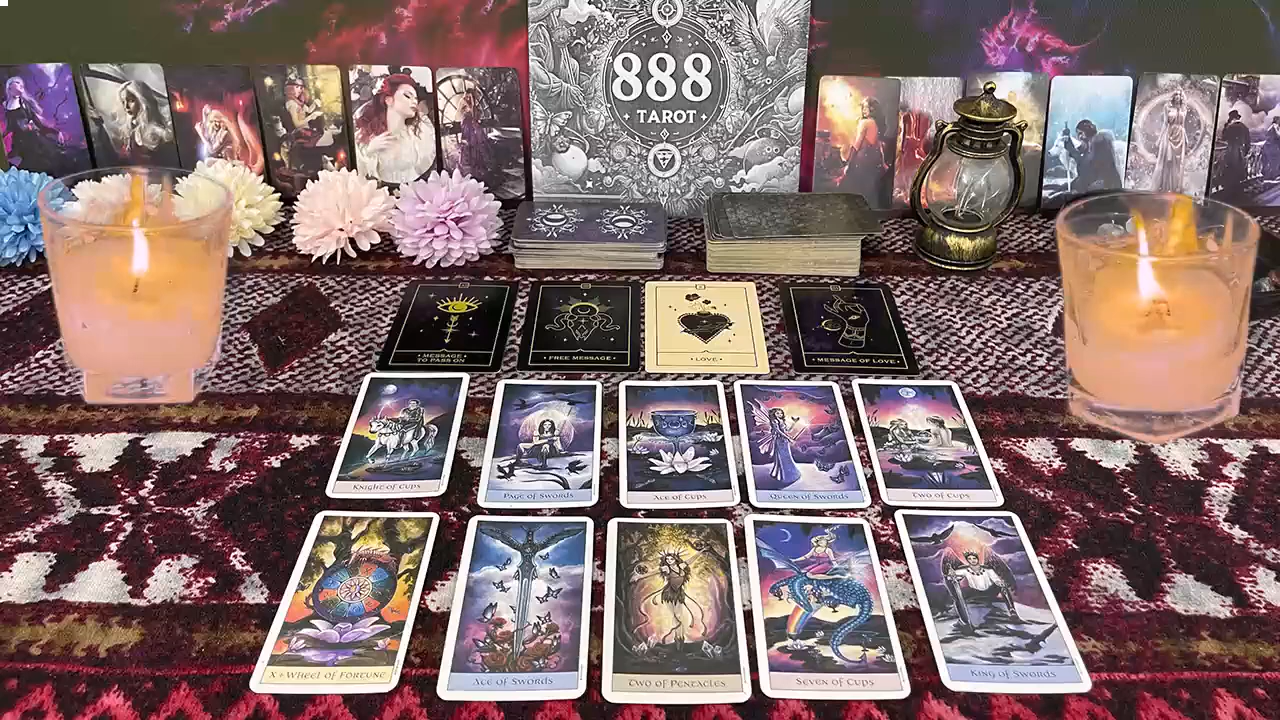 888
TAROT
MESSAGE
TO PASS ON
FREE MESSAGE
LOVE
MESSAGE OF LOVE
Knight of Cups
Page of Swords
Ace of Cups
Queen of Swords
Two of Cups
X Wheel of Fortune
Ace of Swords
Two of Pentacles
Seven of Cups
King of Swords